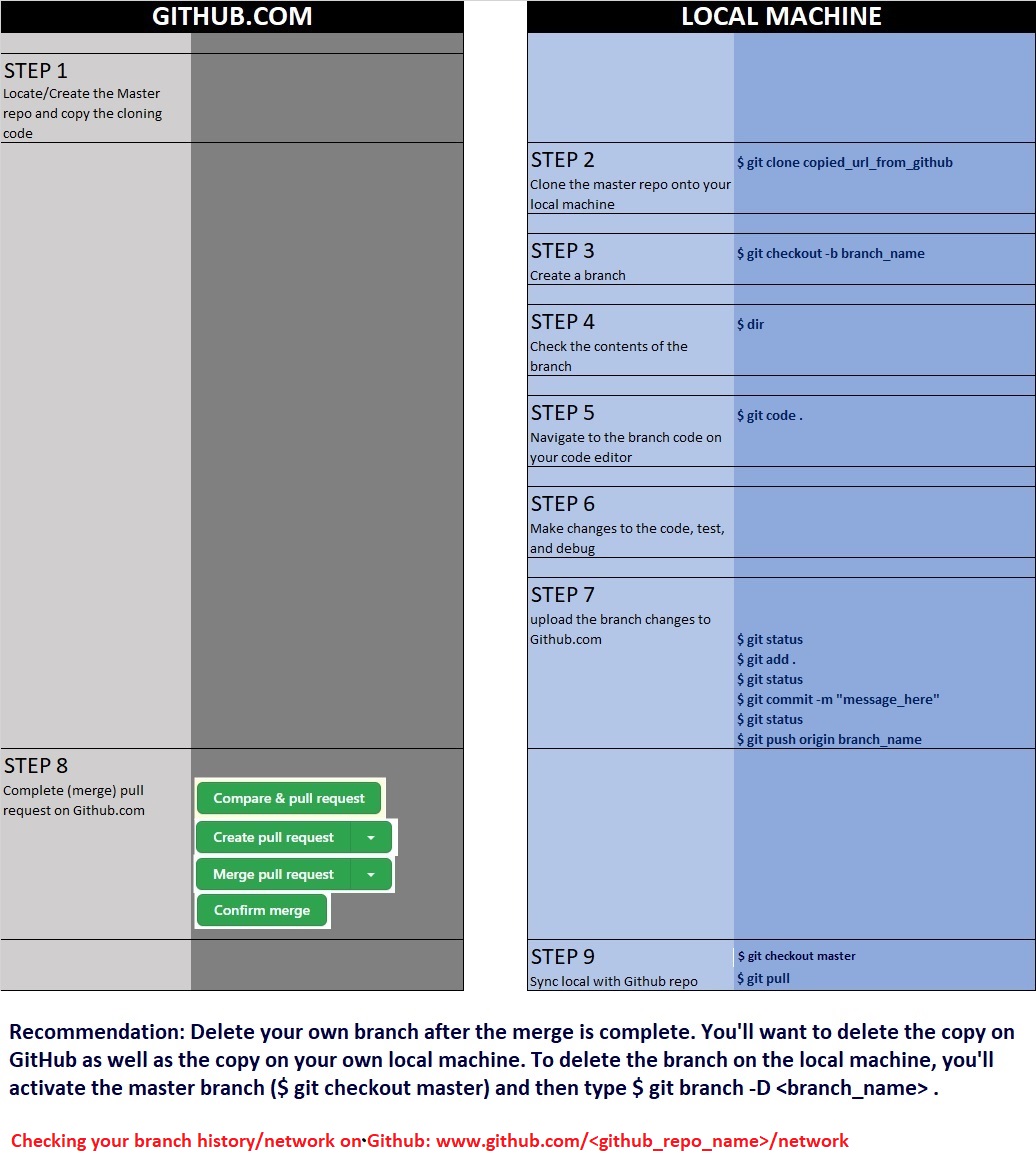 GITHUB.COM
LOCAL MACHINE
STEP 1
Locate/Create the Master
repo and copy the cloning
code
STEP 2
$ git clone copied_url_from_github
Clone the master repo onto your
local machine
STEP 3
$ git checkout -b branch_name
Create a branch
STEP 4
$ dir
Check the contents of the
branch
STEP 5
$ git code .
Navigate to the branch code on
your code editor
STEP 6
Make changes to the code, test,
and debug
STEP 7
upload the branch changes to
Github.com
$ git status
$ git add .
$ git status
$ git commit -m "message_here"
$ git status
$ git push origin branch_name
STEP 8
Complete (merge) pull
request on Github.com
Compare & pull request
Create pull request
Merge pull request
Confirm merge
STEP 9
$ git checkout master
Sync local with Github repo
$ git pull
Recommendation: Delete your own branch after the merge is complete. You'll want to delete the copy on
GitHub as well as the copy on your own local machine. To delete the branch on the local machine, you'll
activate the master branch ($ git checkout master) and then type $ git branch -D <branch_name> .
Checking your branch history/network on Github: www.github.com/<github_repo_name>/network